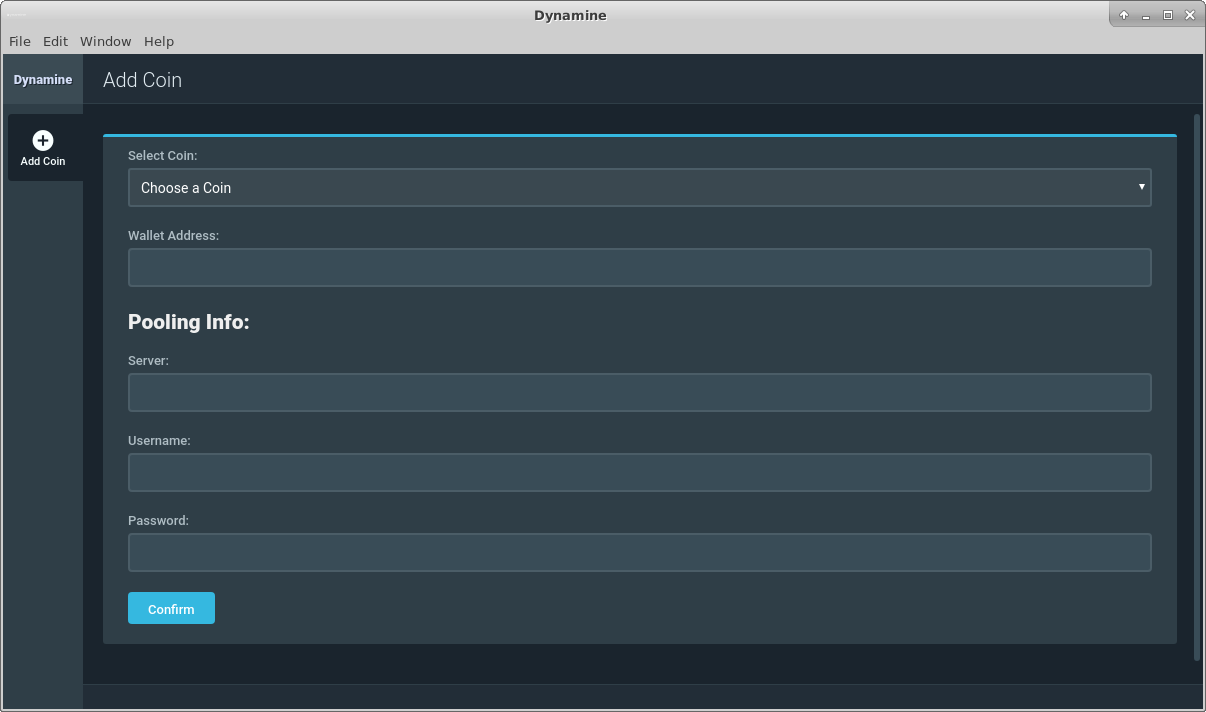 Dynamine
File Edit Window Help
Dynamine
Add Coin
Add Coin
Select Coin:
Choose a Coin
Wallet Address:
Pooling Info:
Server:
Username:
Password:
Confirm